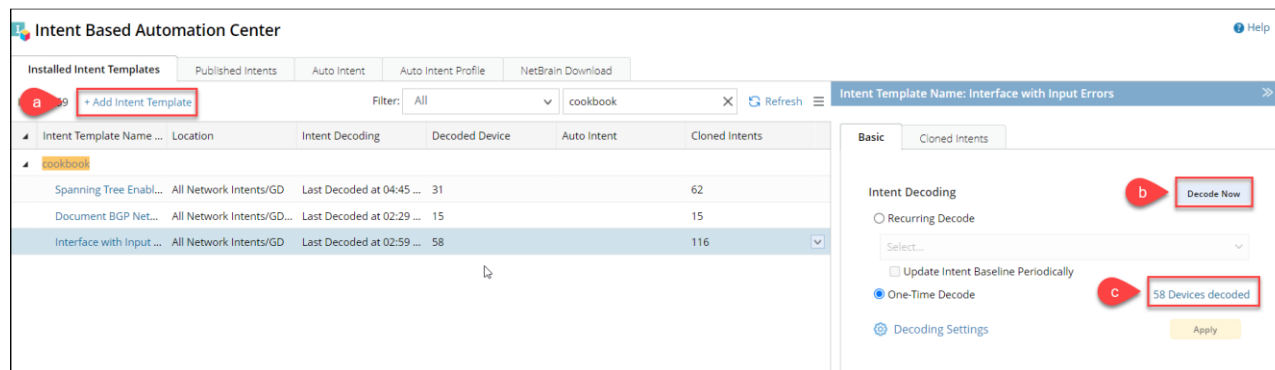 Intent Based Automation Center
Help
Installed Intent Templates
Published Intents
Auto Intent
Auto Intent Profile
NetBrain Download
a
+ Add Intent Template
Filter: All
cookbook
Refresh
Intent Template Name: Interface with Input Errors
Intent Template Name ... Location Intent Decoding Decoded Device Auto Intent Cloned Intents
Basic
Cloned Intents
cookbook
Spanning Tree Enabl... All Network Intents/GD Last Decoded at 04:45 ... 31 62
Document BGP Net... All Network Intents/GD... Last Decoded at 02:29 ... 15 15
Interface with Input ... All Network Intents/GD Last Decoded at 02:59 ... 58 116
Intent Decoding
b
Decode Now
Recurring Decode
Select...
Update Intent Baseline Periodically
One-Time Decode
c
58 Devices decoded
Decoding Settings
Apply